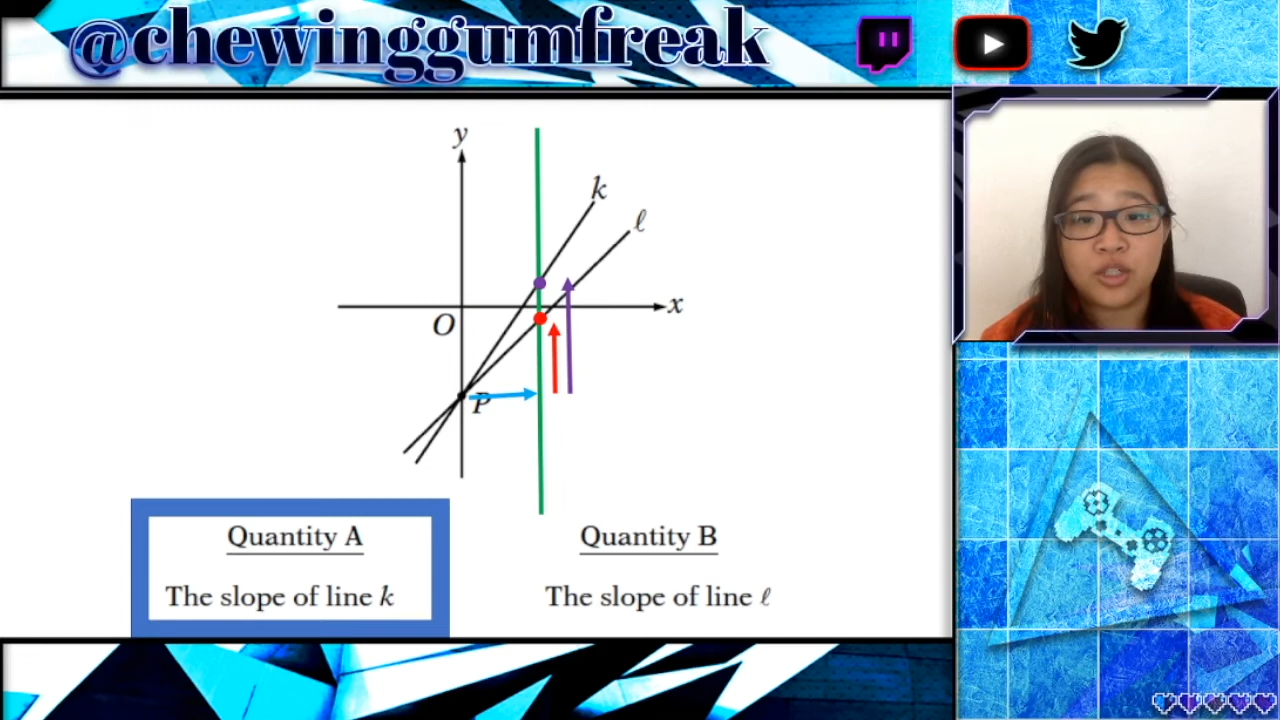 @chewinggumfreak
y
k
ℓ
x
O
P
Quantity A
Quantity B
The slope of line k
The slope of line ℓ